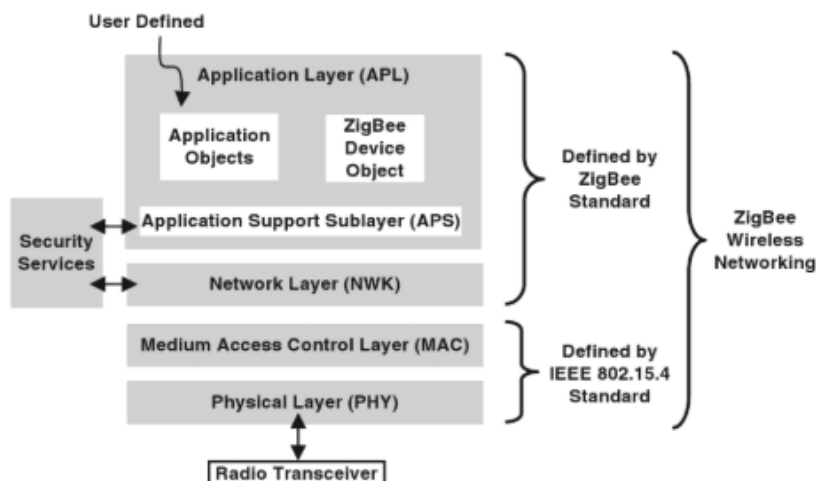 User Defined
Application Layer (APL)
Application
Objects
ZigBee
Device
Object
Application Support Sublayer (APS)
Security
Services
Network Layer (NWK)
Medium Access Control Layer (MAC)
Physical Layer (PHY)
Radio Transceiver
Defined by
ZigBee
Standard
Defined by
IEEE 802.15.4
Standard
ZigBee
Wireless
Networking